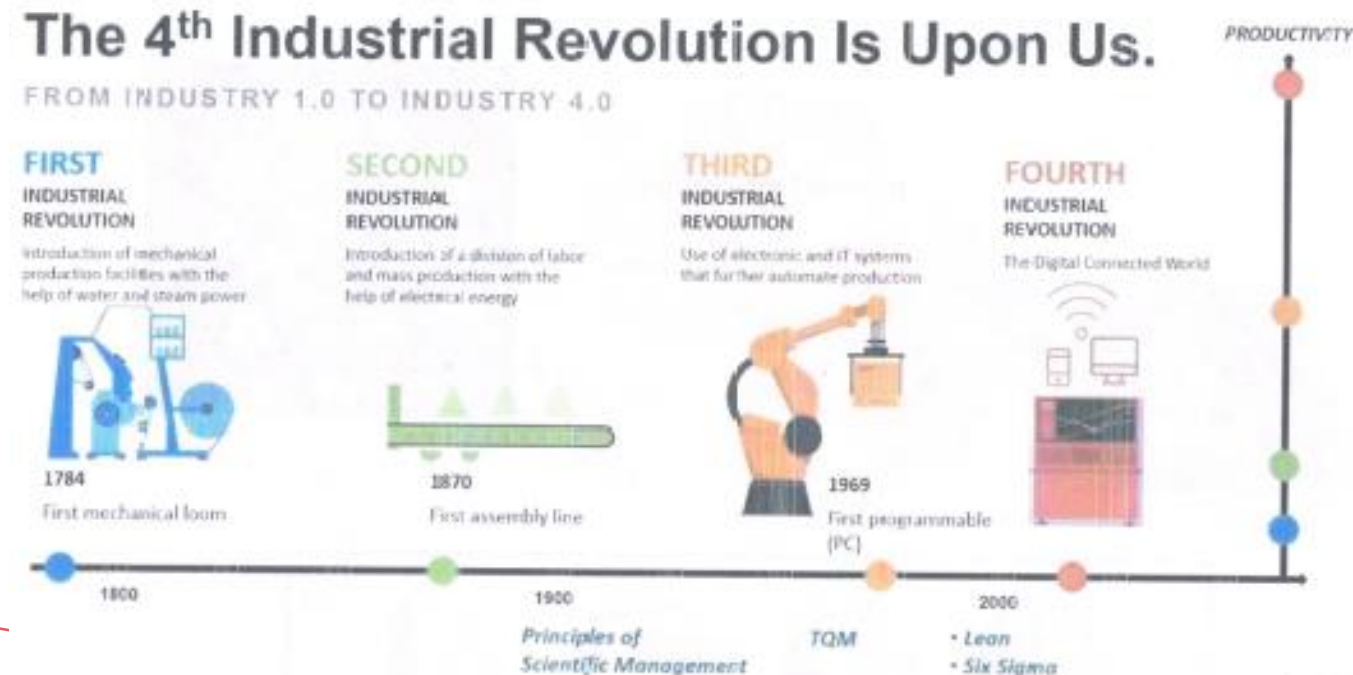 The 4th Industrial Revolution Is Upon Us.
FROM INDUSTRY 1.0 TO INDUSTRY 4.0
PRODUCTIVITY
FIRST
INDUSTRIAL
REVOLUTION
Introduction of mechanical
production facilities with the
help of water and steam power
1784
First mechanical loom
SECOND
INDUSTRIAL
REVOLUTION
Introduction of a division of labor
and mass production with the
help of electrical energy
1870
First assembly line
THIRD
INDUSTRIAL
REVOLUTION
Use of electronic and IT systems
that further automate production
1969
First programmable
(PC)
FOURTH
INDUSTRIAL
REVOLUTION
The Digital Connected World
1800
1900
2000
Principles of
Scientific Management
TQM
• Lean
• Six Sigma